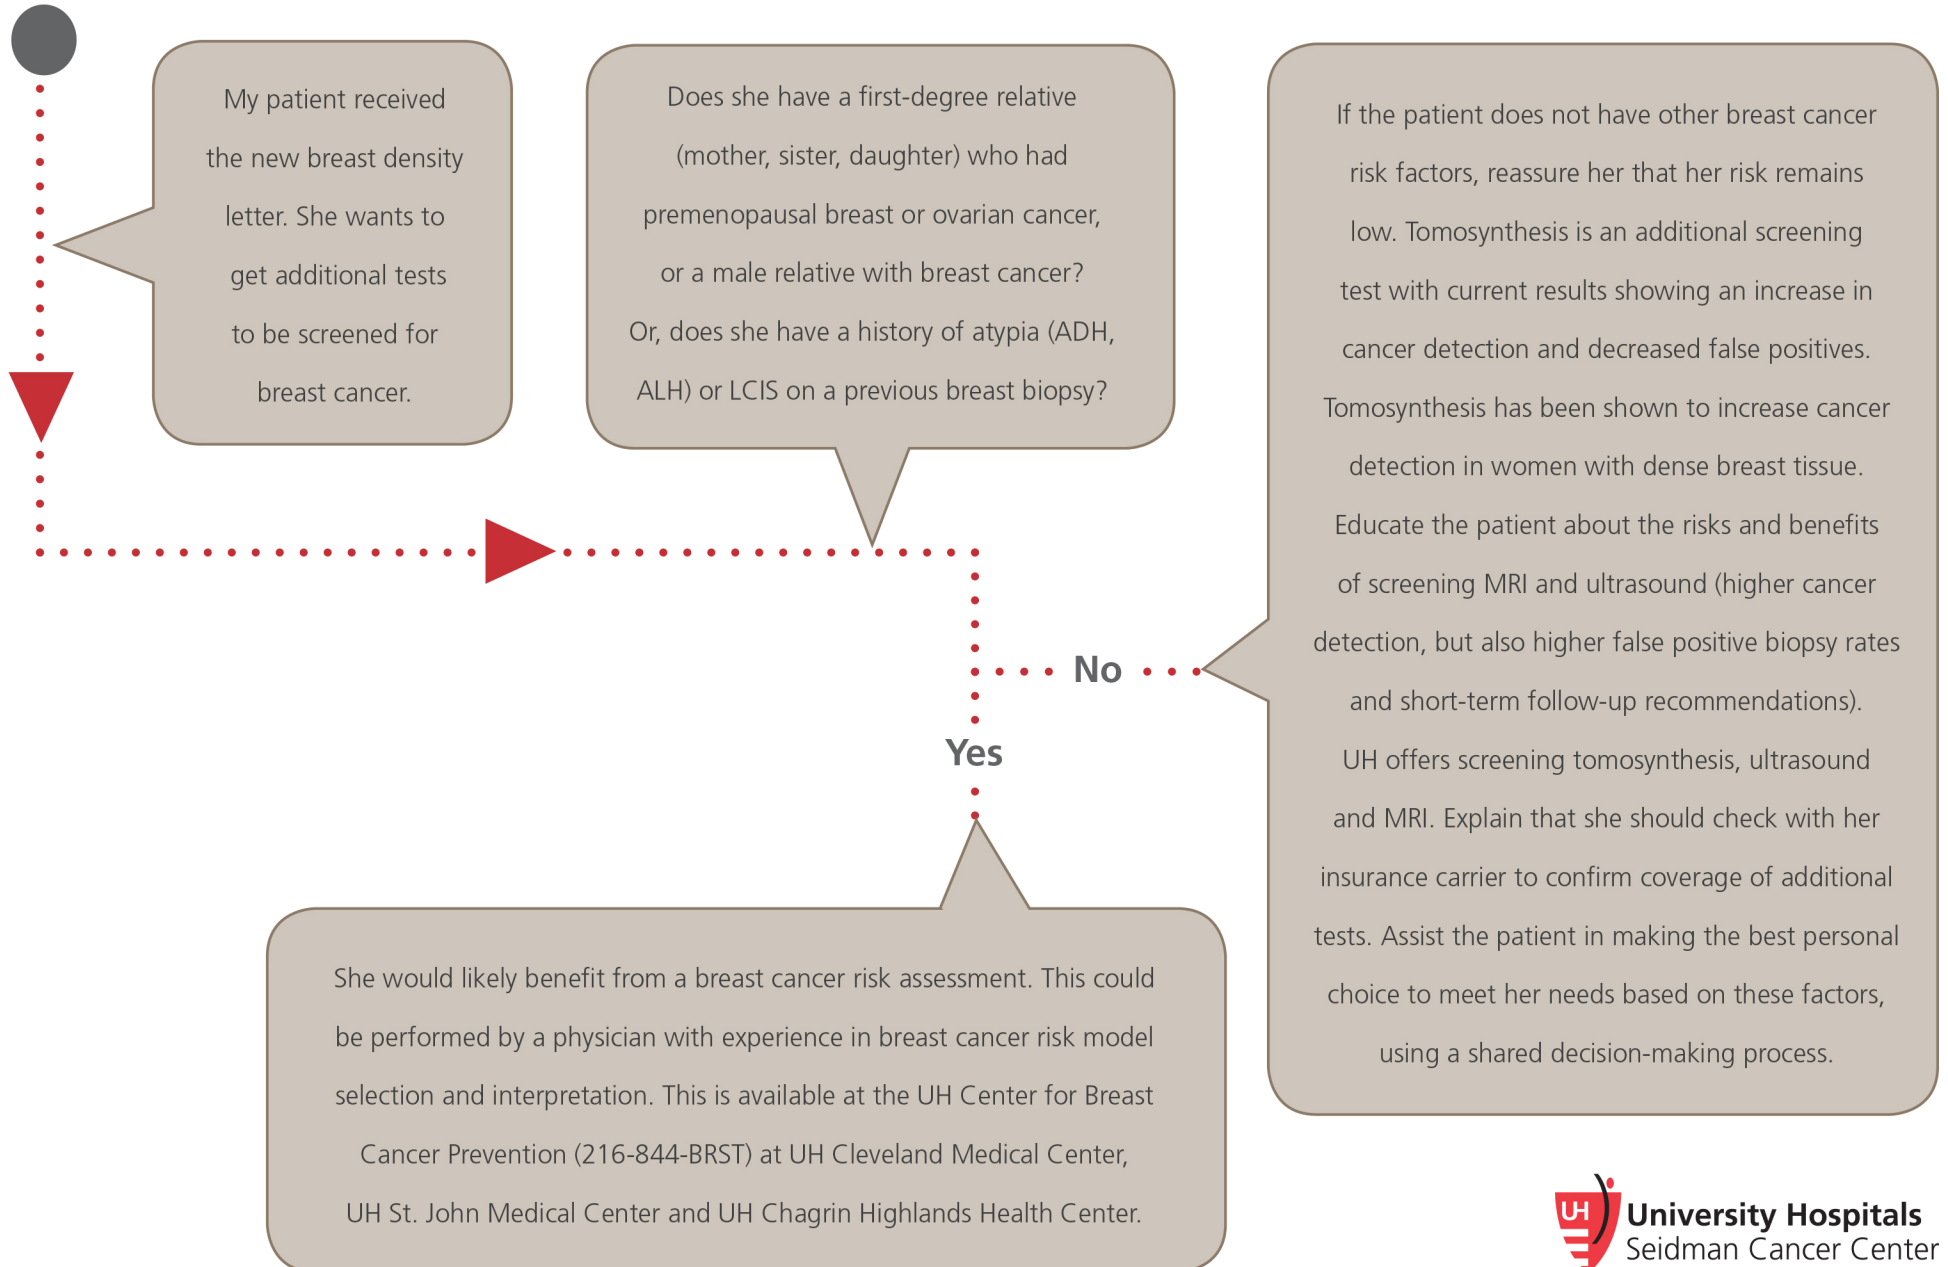 My patient received
the new breast density
letter. She wants to
get additional tests
to be screened for
breast cancer.
Does she have a first-degree relative
(mother, sister, daughter) who had
premenopausal breast or ovarian cancer,
or a male relative with breast cancer?
Or, does she have a history of atypia (ADH,
ALH) or LCIS on a previous breast biopsy?
No
If the patient does not have other breast cancer
risk factors, reassure her that her risk remains
low. Tomosynthesis is an additional screening
test with current results showing an increase in
cancer detection and decreased false positives.
Tomosynthesis has been shown to increase cancer
detection in women with dense breast tissue.
Educate the patient about the risks and benefits
of screening MRI and ultrasound (higher cancer
detection, but also higher false positive biopsy rates
and short-term follow-up recommendations).
UH offers screening tomosynthesis, ultrasound
and MRI. Explain that she should check with her
insurance carrier to confirm coverage of additional
tests. Assist the patient in making the best personal
choice to meet her needs based on these factors,
using a shared decision-making process.
Yes
She would likely benefit from a breast cancer risk assessment. This could
be performed by a physician with experience in breast cancer risk model
selection and interpretation. This is available at the UH Center for Breast
Cancer Prevention (216-844-BRST) at UH Cleveland Medical Center,
UH St. John Medical Center and UH Chagrin Highlands Health Center.
UH
University Hospitals
Seidman Cancer Center